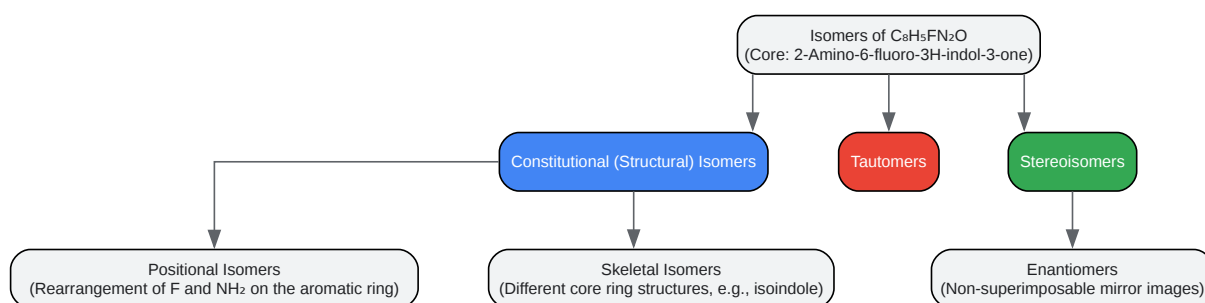 Isomers of C₈H₅FN₂O
(Core: 2-Amino-6-fluoro-3H-indol-3-one)
Constitutional (Structural) Isomers
Tautomers
Stereoisomers
Positional Isomers
(Rearrangement of F and NH₂ on the aromatic ring)
Skeletal Isomers
(Different core ring structures, e.g., isoindole)
Enantiomers
(Non-superimposable mirror images)